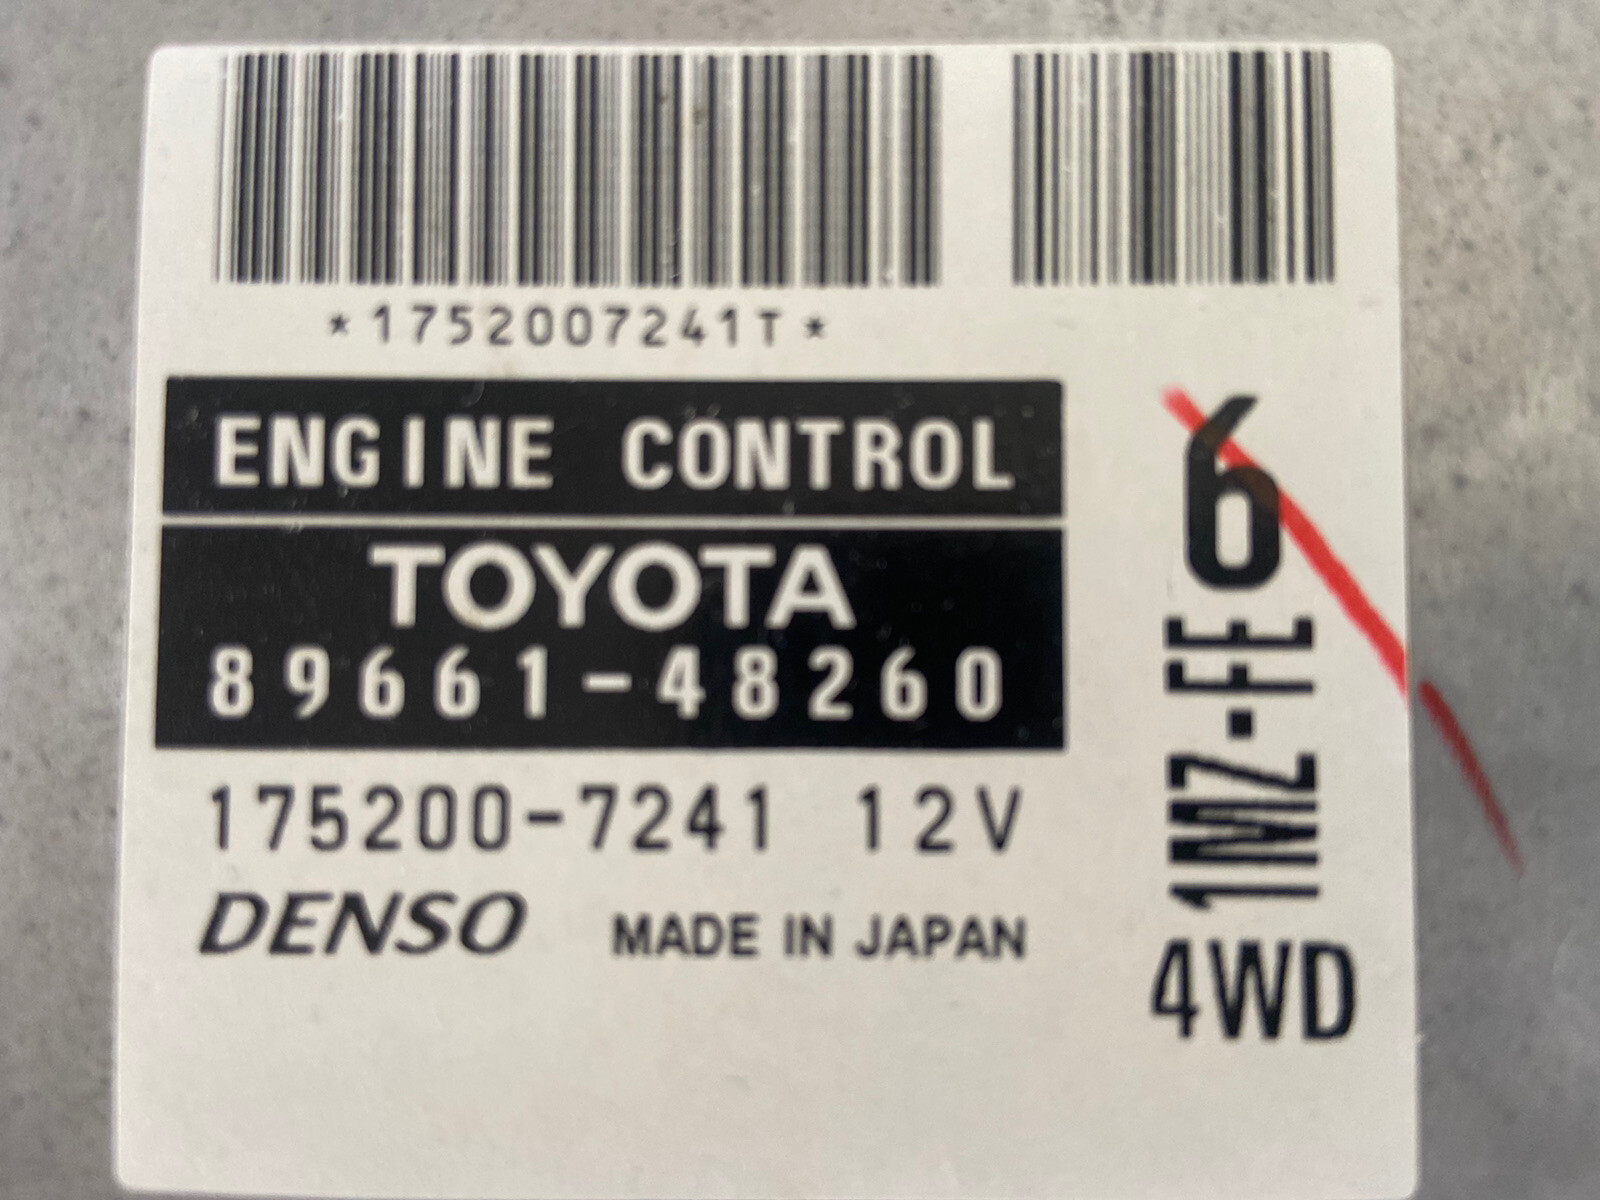 *1752007241T*
ENGINE CONTROL
TOYOTA
89661-48260
175200-7241 12V
DENSO MADE IN JAPAN
6
1MZ-FE
4WD